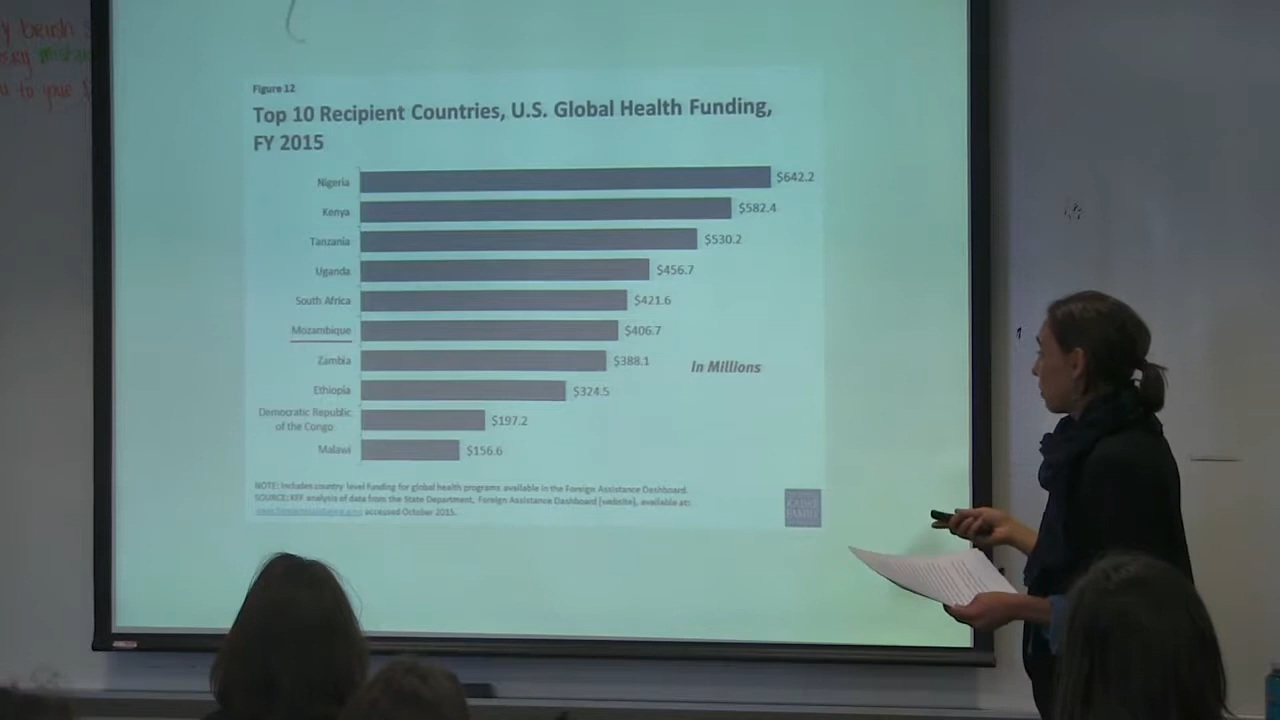 y brush
to your
Figure 12
Top 10 Recipient Countries, U.S. Global Health Funding,
FY 2015
Nigeria $642.2
Kenya $582.4
Tanzania $530.2
Uganda $456.7
South Africa $421.6
Mozambique $406.7
Zambia $388.1
In Millions
Ethiopia $324.5
Democratic Republic
of the Congo $197.2
Malawi $156.6
NOTE: Includes country level funding for global health programs available in the Foreign Assistance Dashboard.
SOURCE: KFF analysis of data from the State Department, Foreign Assistance Dashboard [website], available at:
accessed October 2015.